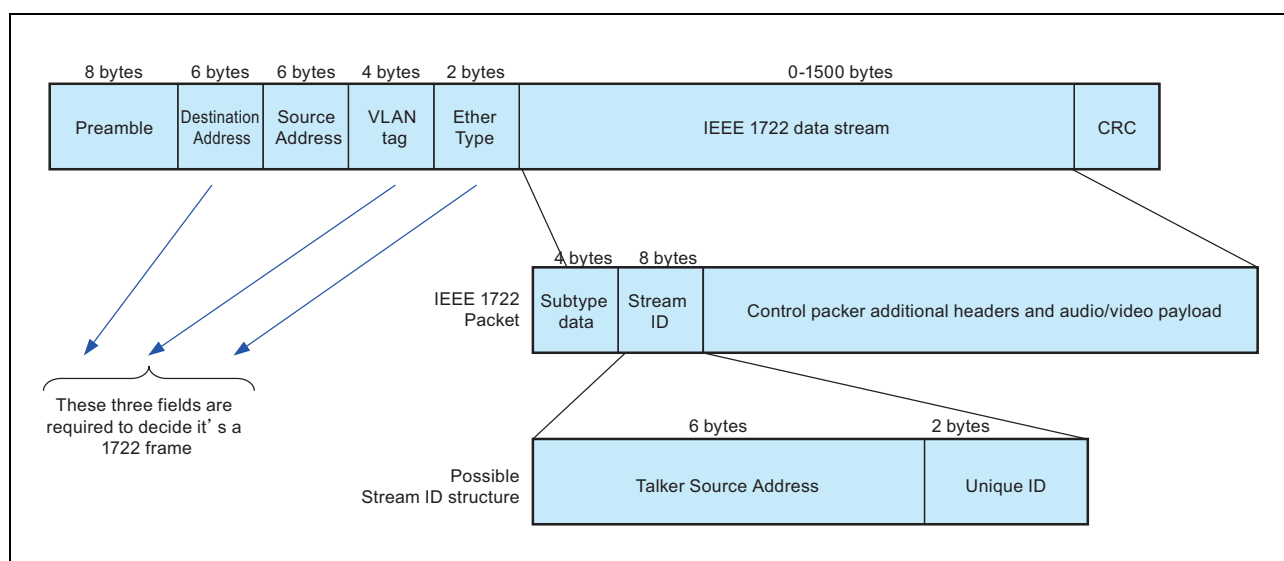 8 bytes 6 bytes 6 bytes 4 bytes 2 bytes 0-1500 bytes
Preamble
Destination
Address
Source
Address
VLAN
tag
Ether
Type
IEEE 1722 data stream
CRC
4 bytes 8 bytes
IEEE 1722
Packet
Subtype
data
Stream
ID
Control packer additional headers and audio/video payload
These three fields are
required to decide it’ s a
1722 frame
6 bytes 2 bytes
Possible
Stream ID structure
Talker Source Address
Unique ID